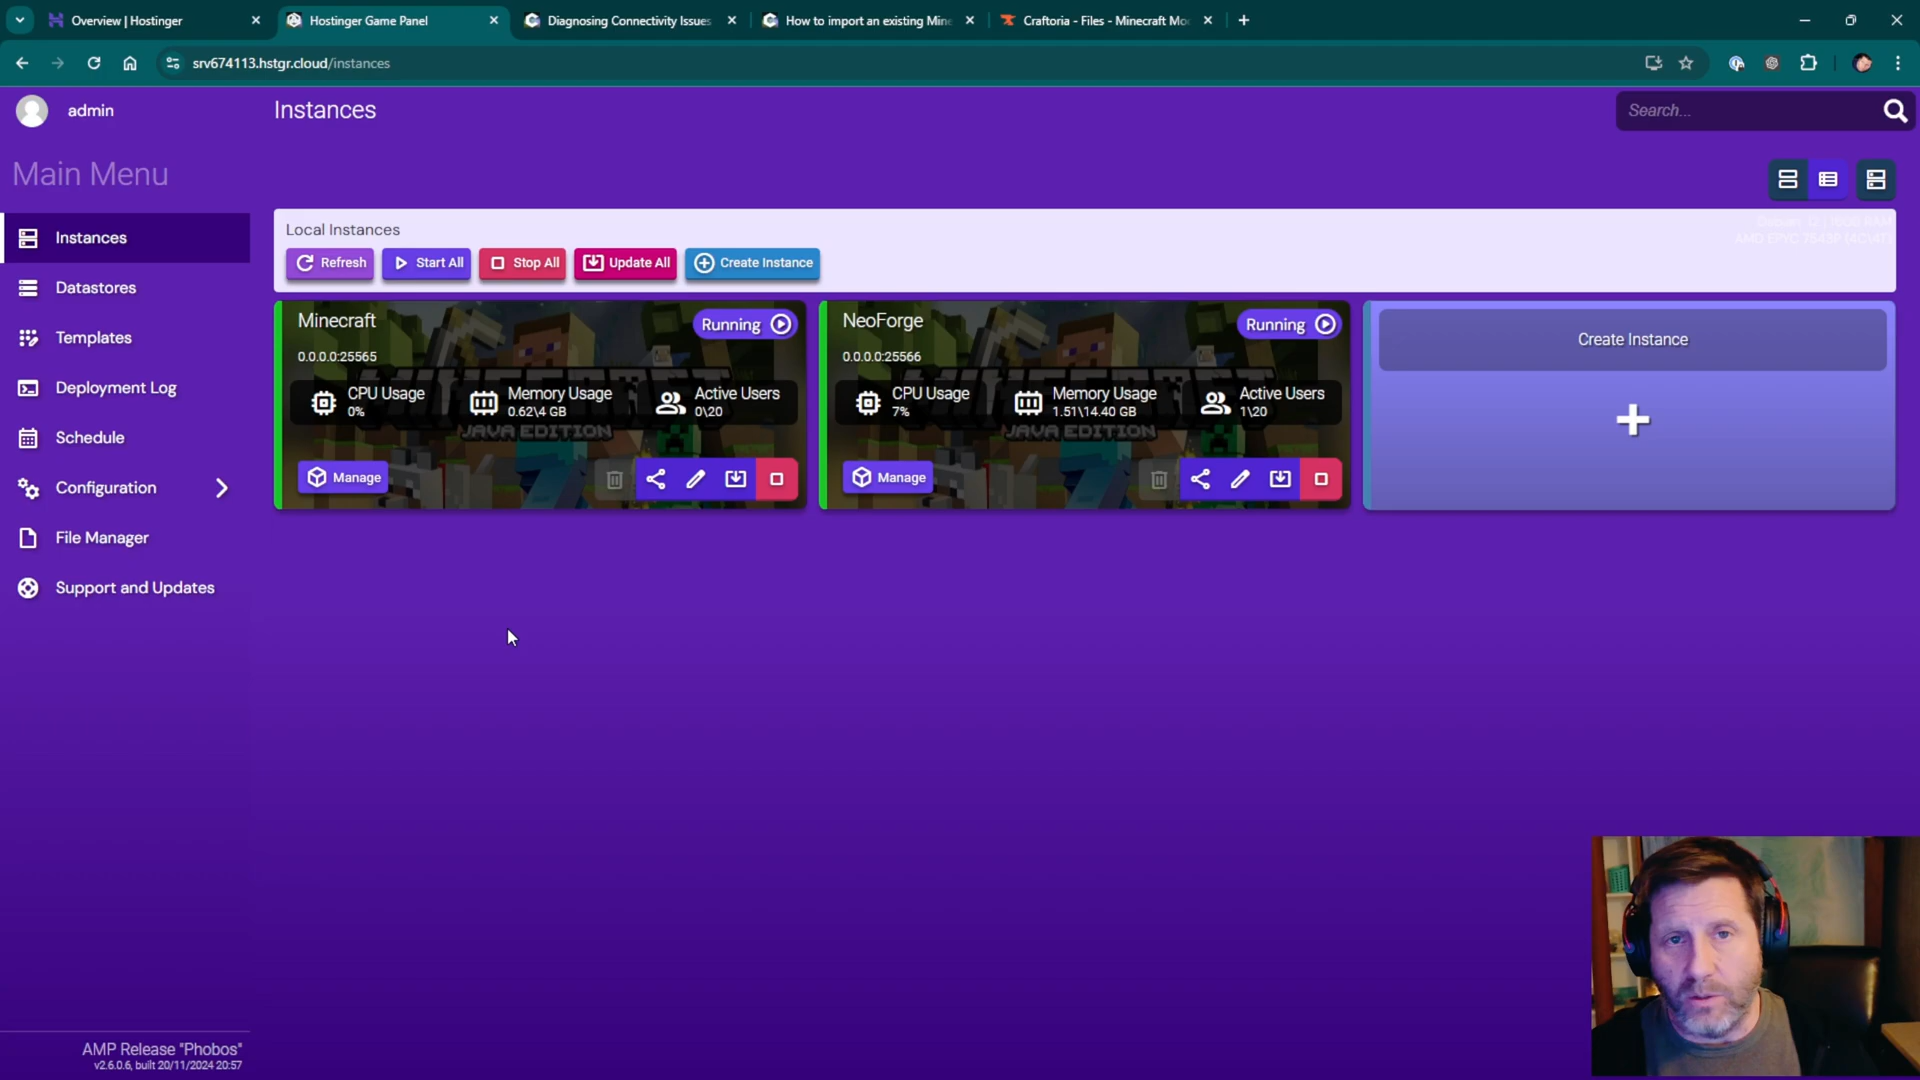 Overview | Hostinger
Hostinger Game Panel
Diagnosing Connectivity Issues
How to import an existing Mine
Craftoria - Files - Minecraft Mo
srv674113.hstgr.cloud/instances
admin
Instances
Search...
Main Menu
Instances
Datastores
Templates
Deployment Log
Schedule
Configuration
File Manager
Support and Updates
Local Instances
Refresh
Start All
Stop All
Update All
Create Instance
Minecraft
Running
0.0.0.0:25565
CPU Usage
0%
Memory Usage
0.62\4 GB
Active Users
0\20
JAVA EDITION
Manage
NeoForge
Running
0.0.0.0:25566
CPU Usage
7%
Memory Usage
1.51\14.40 GB
Active Users
1\20
JAVA EDITION
Manage
Create Instance
AMP Release "Phobos"
v2.6.0.6, built 20/11/2024 20:57